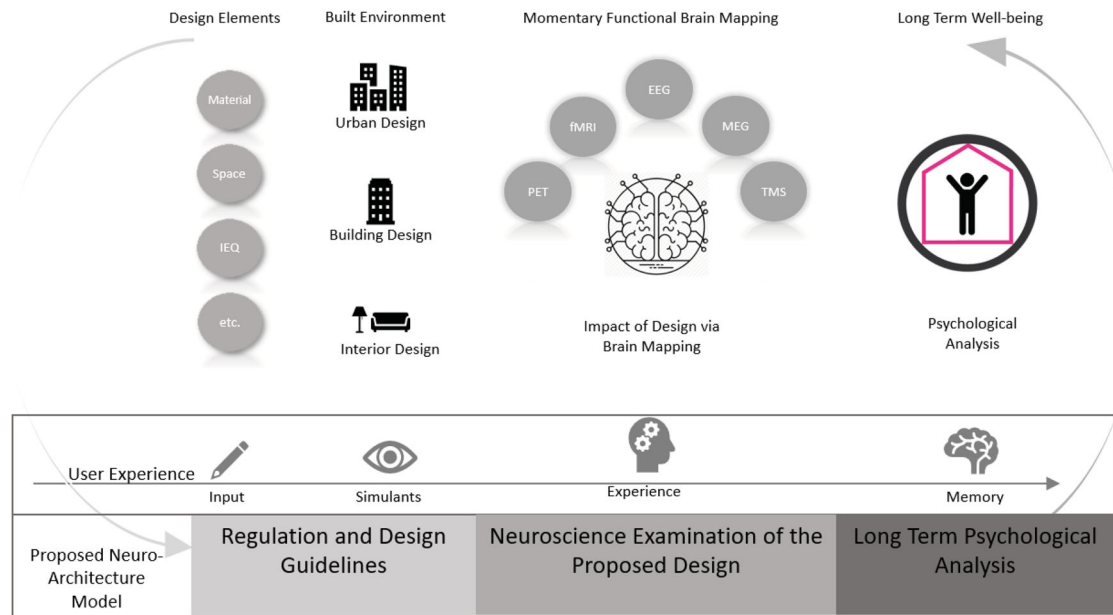 Design Elements
Built Environment
Momentary Functional Brain Mapping
Long Term Well-being
Material
Space
IEQ
etc.
Urban Design
Building Design
Interior Design
PET
fMRI
EEG
MEG
TMS
Impact of Design via
Brain Mapping
Psychological
Analysis
User Experience
Input
Simulants
Experience
Memory
Proposed Neuro-
Architecture
Model
Regulation and Design
Guidelines
Neuroscience Examination of the
Proposed Design
Long Term Psychological
Analysis